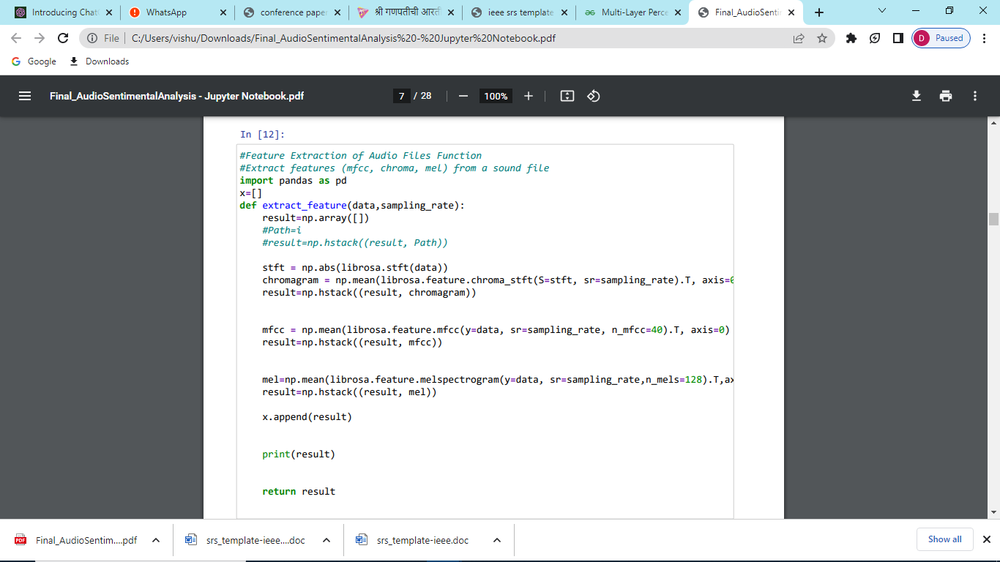 Introducing Chat
WhatsApp
conference paper
श्री गणपतीची आरती
ieee srs template
Multi-Layer Perce
Final_AudioSentin
File
C:/Users/vishu/Downloads/Final_AudioSentimentalAnalysis%20-%20Jupyter%20Notebook.pdf
D Paused
Google
Downloads
Final_AudioSentimentalAnalysis - Jupyter Notebook.pdf
7 / 28
100%
In [12]:
#Feature Extraction of Audio Files Function
#Extract features (mfcc, chroma, mel) from a sound file
import pandas as pd
x=[]
def extract_feature(data,sampling_rate):
result=np.array([])
#Path=i
#result=np.hstack((result, Path))
stft = np.abs(librosa.stft(data))
chromagram = np.mean(librosa.feature.chroma_stft(S=stft, sr=sampling_rate).T, axis=0
result=np.hstack((result, chromagram))
mfcc = np.mean(librosa.feature.mfcc(y=data, sr=sampling_rate, n_mfcc=40).T, axis=0)
result=np.hstack((result, mfcc))
mel=np.mean(librosa.feature.melspectrogram(y=data, sr=sampling_rate,n_mels=128).T,ax
result=np.hstack((result, mel))
x.append(result)
print(result)
return result
PDF
Final_AudioSentim....pdf
srs_template-ieee....doc
srs_template-ieee.doc
Show all